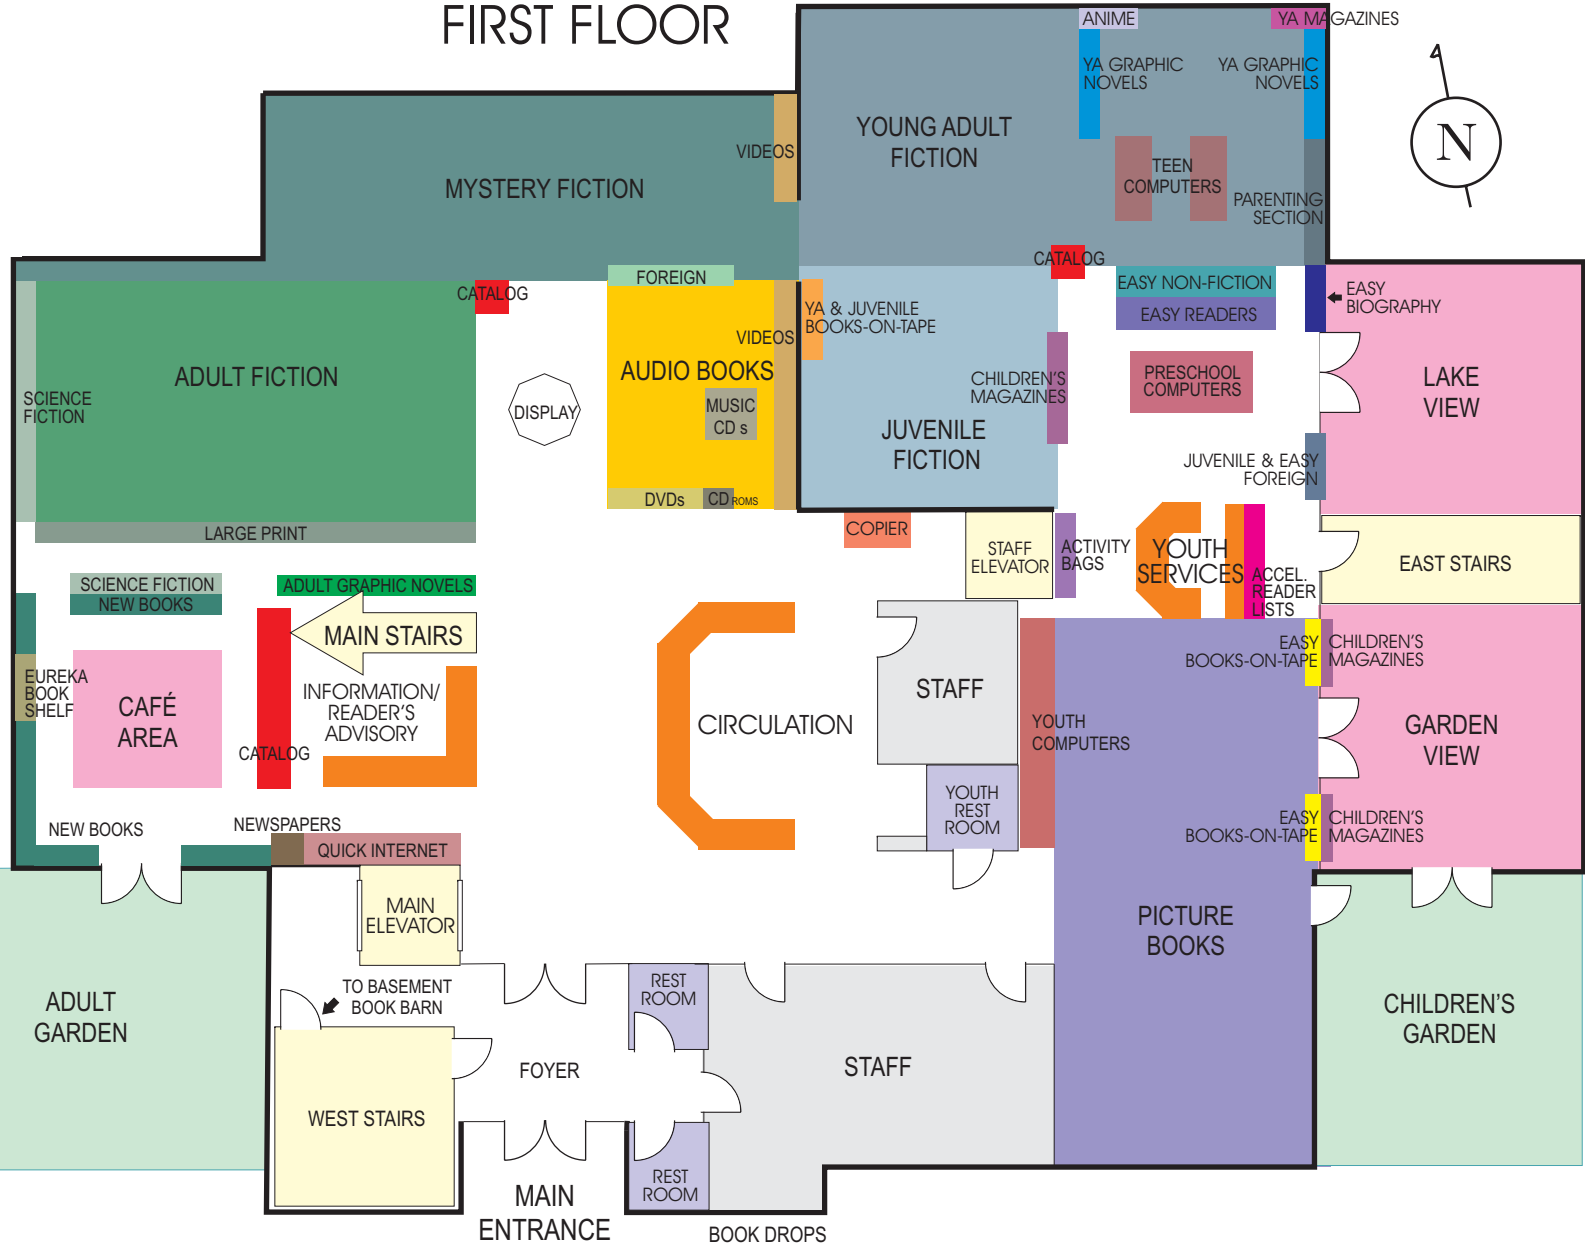 FIRST FLOOR
ANIME
YA MAGAZINES
YA GRAPHIC
NOVELS
YA GRAPHIC
NOVELS
N
YOUNG ADULT
FICTION
VIDEOS
MYSTERY FICTION
TEEN
COMPUTERS
PARENTING
SECTION
CATALOG
FOREIGN
CATALOG
EASY NON-FICTION
EASY READERS
EASY
BIOGRAPHY
YA & JUVENILE
BOOKS-ON-TAPE
VIDEOS
AUDIO BOOKS
ADULT FICTION
SCIENCE
FICTION
DISPLAY
MUSIC
CD s
CHILDREN'S
MAGAZINES
PRESCHOOL
COMPUTERS
LAKE
VIEW
JUVENILE
FICTION
JUVENILE & EASY
FOREIGN
DVDs
CD ROMS
LARGE PRINT
COPIER
STAFF
ELEVATOR
ACTIVITY
BAGS
YOUTH
SERVICES
ACCEL.
READER
LISTS
EAST STAIRS
SCIENCE FICTION
NEW BOOKS
ADULT GRAPHIC NOVELS
MAIN STAIRS
EUREKA
BOOK
SHELF
CAFÉ
AREA
INFORMATION/
READER'S
ADVISORY
CATALOG
CIRCULATION
STAFF
YOUTH
COMPUTERS
EASY
BOOKS-ON-TAPE
CHILDREN'S
MAGAZINES
GARDEN
VIEW
YOUTH
REST
ROOM
EASY
BOOKS-ON-TAPE
CHILDREN'S
MAGAZINES
NEW BOOKS
NEWSPAPERS
QUICK INTERNET
MAIN
ELEVATOR
PICTURE
BOOKS
TO BASEMENT
BOOK BARN
REST
ROOM
ADULT
GARDEN
CHILDREN'S
GARDEN
FOYER
STAFF
WEST STAIRS
REST
ROOM
MAIN
ENTRANCE
BOOK DROPS